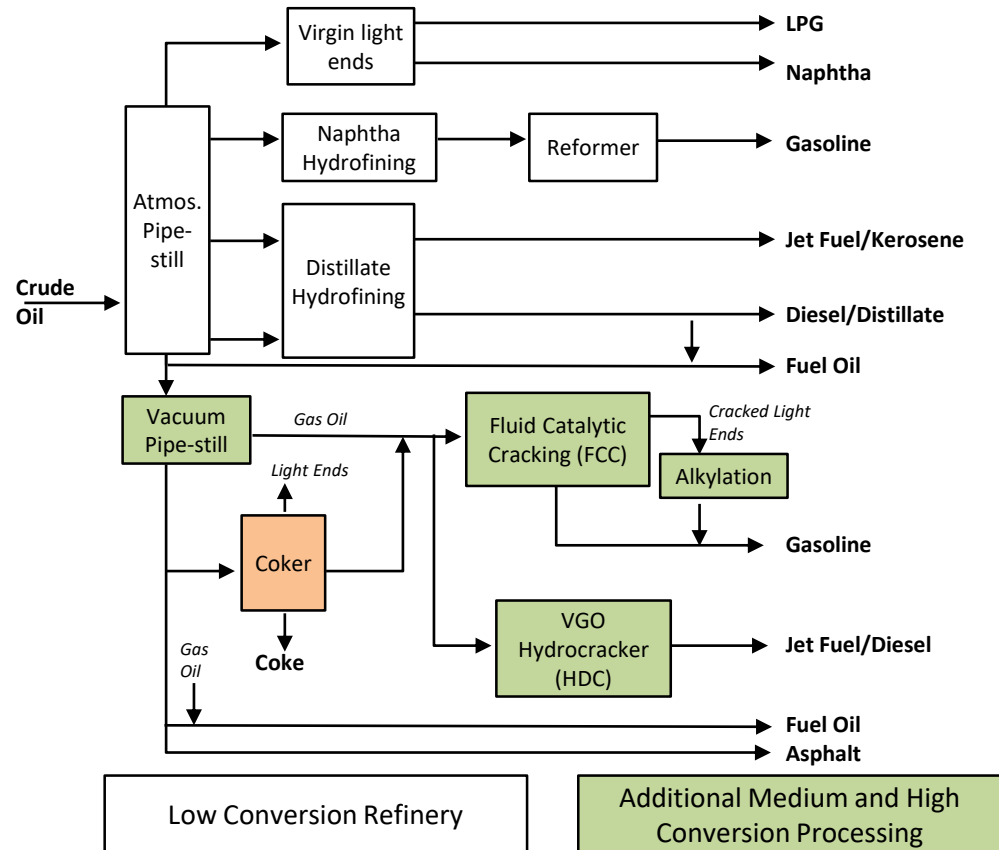 Virgin light
ends
LPG
Naphtha
Naphtha
Hydrofining
Reformer
Gasoline
Atmos.
Pipe-
still
Distillate
Hydrofining
Jet Fuel/Kerosene
Crude
Oil
Diesel/Distillate
Fuel Oil
Vacuum
Pipe-still
Gas Oil
Fluid Catalytic
Cracking (FCC)
Cracked Light
Ends
Alkylation
Light Ends
Coker
Gasoline
Coke
VGO
Hydrocracker
(HDC)
Jet Fuel/Diesel
Gas
Oil
Fuel Oil
Asphalt
Low Conversion Refinery
Additional Medium and High
Conversion Processing